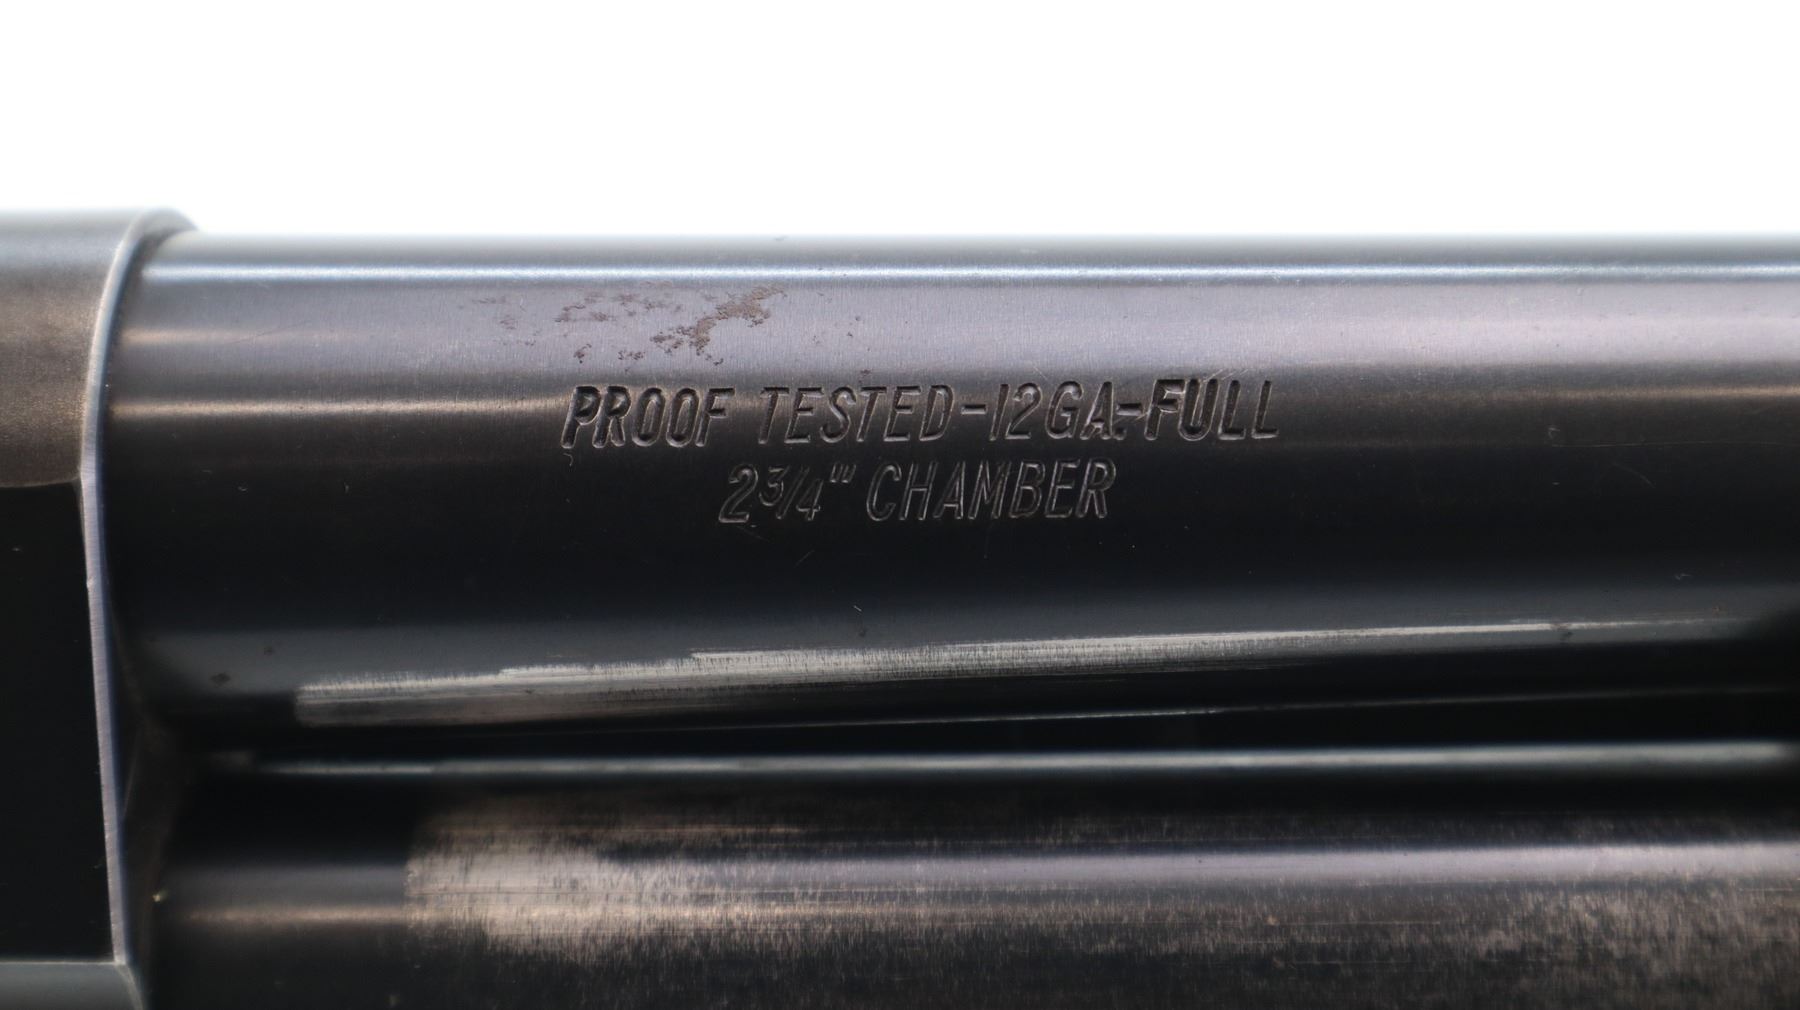 PROOF TESTED-12GA.-FULL
2 3/4" CHAMBER